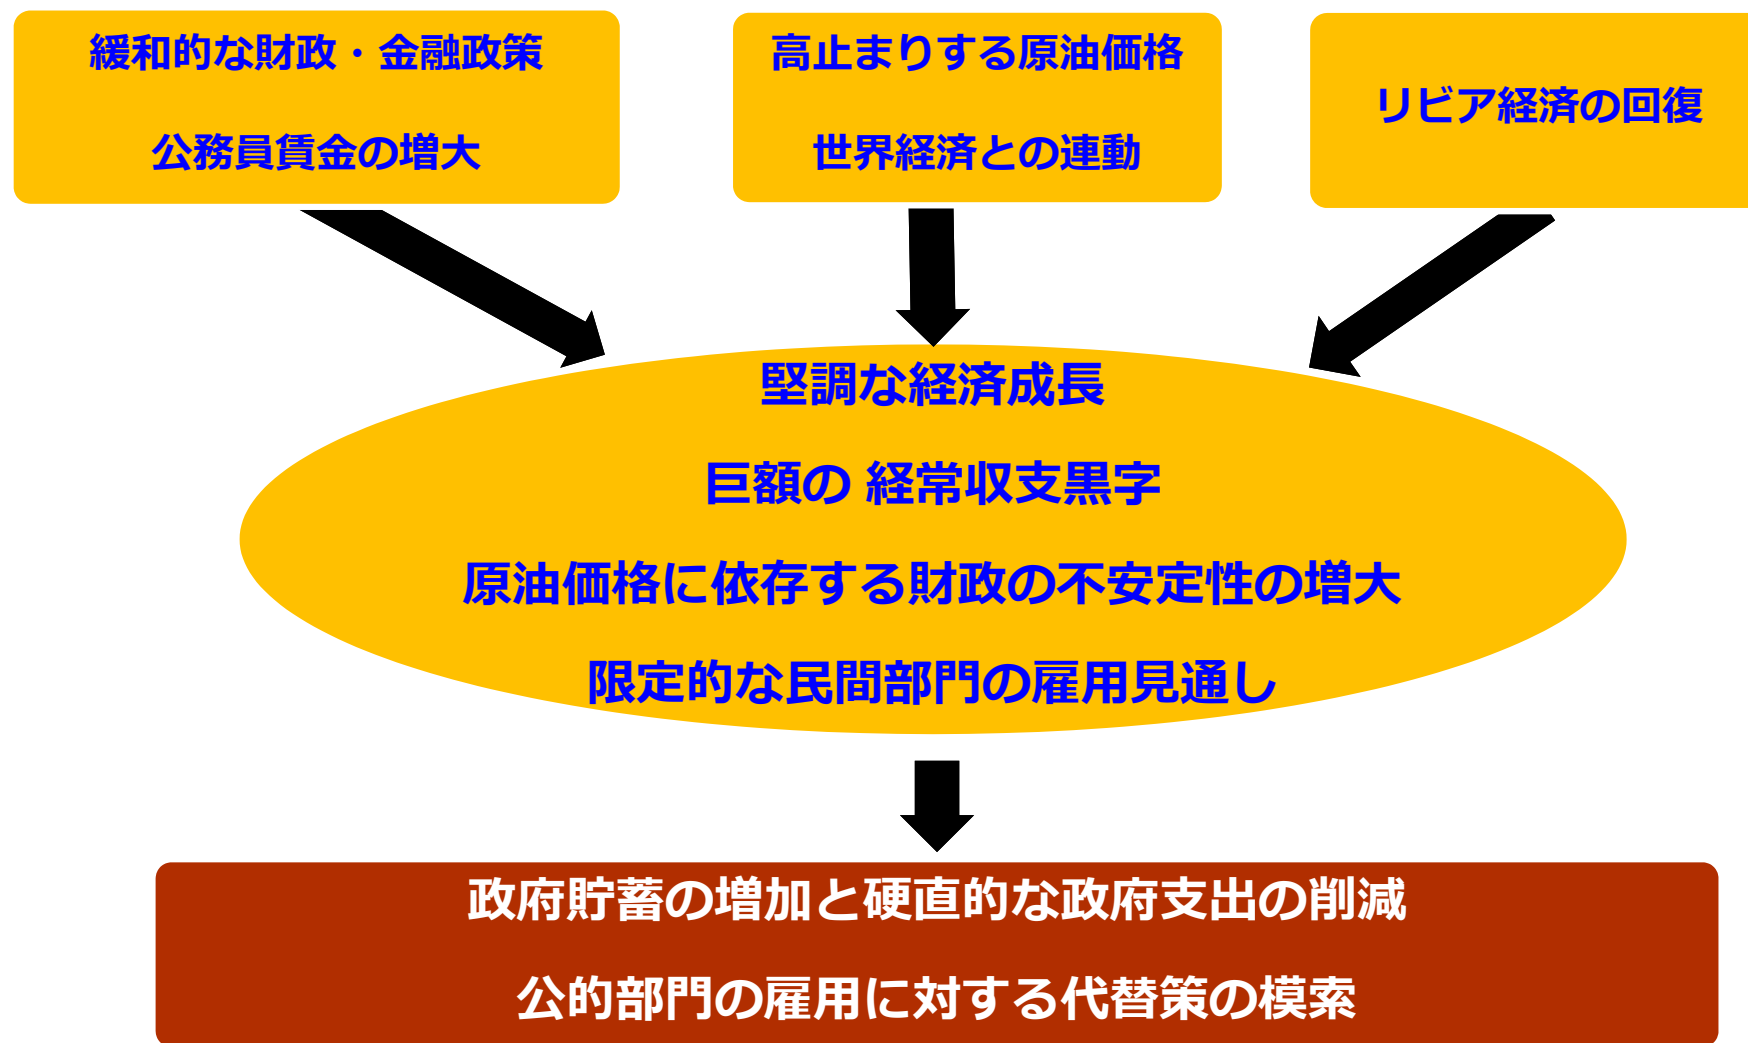 緩和的な財政・金融政策
公務員賃金の増大
高止まりする原油価格
世界経済との連動
リビア経済の回復
堅調な経済成長
巨額の 経常収支黒字
原油価格に依存する財政の不安定性の増大
限定的な民間部門の雇用見通し
政府貯蓄の増加と硬直的な政府支出の削減
公的部門の雇用に対する代替策の模索